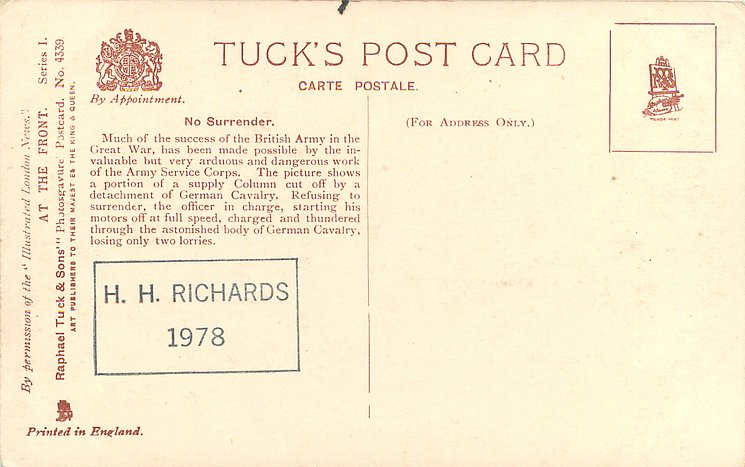 TUCK'S POST CARD
CARTE POSTALE.
By Appointment.
No Surrender.
Much of the success of the British Army in the
Great War, has been made possible by the in-
valuable but very arduous and dangerous work
of the Army Service Corps. The picture shows
a portion of a supply Column cut off by a
detachment of German Cavalry. Refusing to
surrender, the officer in charge, starting his
motors off at full speed, charged and thundered
through the astonished body of German Cavalry,
losing only two lorries.
H. H. RICHARDS
1978
(FOR ADDRESS ONLY.)
TRADE MARK
By permission of the "Illustrated London News."
AT THE FRONT. Series I.
Raphael Tuck & Sons' "Photogravure" Postcard. No. 4339.
ART PUBLISHERS TO THEIR MAJESTIES THE KING & QUEEN.
Printed in England.